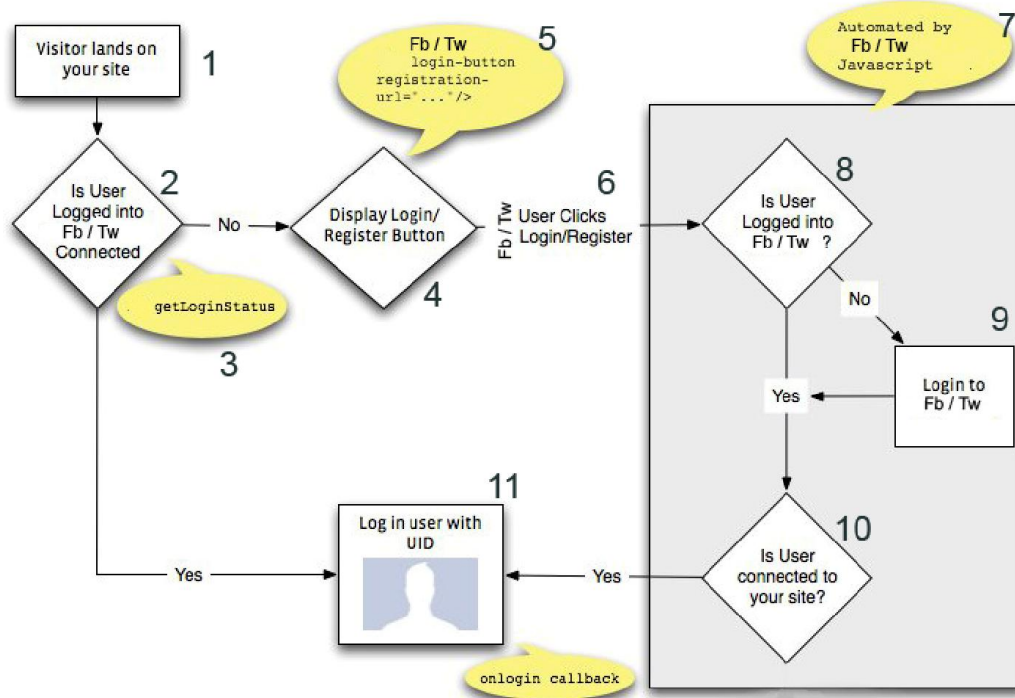 Visitor lands on
your site
1
Is User
Logged into
Fb / Tw
Connected
2
getLoginStatus
3
No
Display Login/
Register Button
4
Fb / Tw
login-button
registration-
url="..."/>
5
Fb / Tw
User Clicks
Login/Register
6
Automated by
Fb / Tw
Javascript .
7
Is User
Logged into
Fb / Tw ?
8
No
Login to
Fb / Tw
9
Yes
Is User
connected to
your site?
10
Yes
Yes
Log in user with
UID
11
onlogin callback